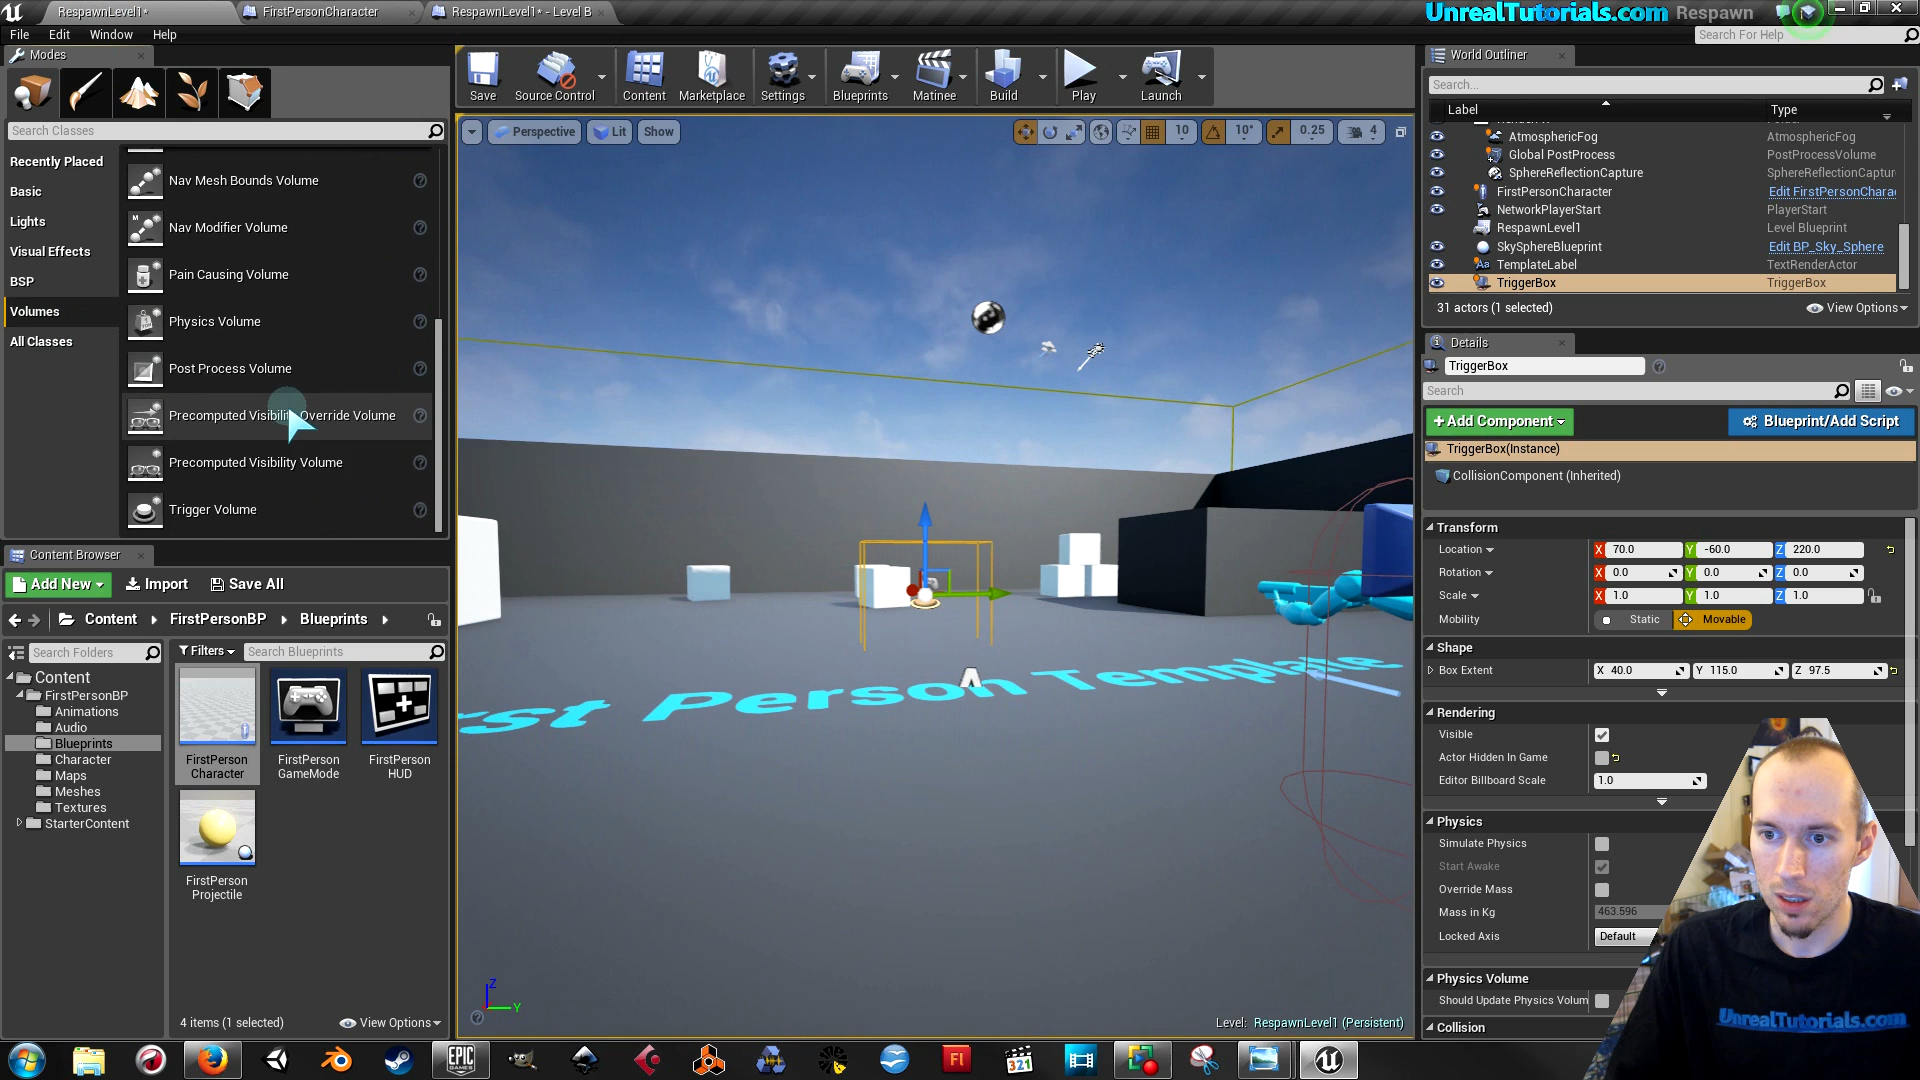 RespawnLevel1*
FirstPersonCharacter
RespawnLevel1* - Level B
UnrealTutorials.com
Respawn
File
Edit
Window
Help
Search For Help
Modes
Search Classes
Recently Placed
Basic
Lights
Visual Effects
BSP
Volumes
All Classes
Nav Mesh Bounds Volume
Nav Modifier Volume
Pain Causing Volume
Physics Volume
Post Process Volume
Precomputed Visibility Override Volume
Precomputed Visibility Volume
Trigger Volume
Save
Source Control
Content
Marketplace
Settings
Blueprints
Matinee
Build
Play
Launch
Perspective
Lit
Show
10
10°
0.25
4
First Person Template
Level: RespawnLevel1 (Persistent)
Z
Y
World Outliner
Search...
Label
Type
AtmosphericFog
AtmosphericFog
Global PostProcess
PostProcessVolume
SphereReflectionCapture
SphereReflectionCaptur
FirstPersonCharacter
Edit FirstPersonChara
NetworkPlayerStart
PlayerStart
RespawnLevel1
Level Blueprint
SkySphereBlueprint
Edit BP_Sky_Sphere
TemplateLabel
TextRenderActor
TriggerBox
TriggerBox
31 actors (1 selected)
View Options
Details
TriggerBox
Search
+Add Component
Blueprint/Add Script
TriggerBox(Instance)
CollisionComponent (Inherited)
Transform
Location
X 70.0
Y -60.0
Z 220.0
Rotation
X 0.0
Y 0.0
Z 0.0
Scale
X 1.0
Y 1.0
Z 1.0
Mobility
Static
Movable
Shape
Box Extent
X 40.0
Y 115.0
Z 97.5
Rendering
Visible
Actor Hidden In Game
Editor Billboard Scale
1.0
Physics
Simulate Physics
Start Awake
Override Mass
Mass in Kg
463.596
Locked Axis
Default
Physics Volume
Should Update Physics Volum
Collision
UnrealTutorials.com
Content Browser
Add New
Import
Save All
Content
FirstPersonBP
Blueprints
Search Folders
Filters
Search Blueprints
Content
FirstPersonBP
Animations
Audio
Blueprints
Character
Maps
Meshes
Textures
StarterContent
FirstPerson
Character
FirstPerson
GameMode
FirstPerson
HUD
FirstPerson
Projectile
4 items (1 selected)
View Options
EPIC
GAMES
Fl
321